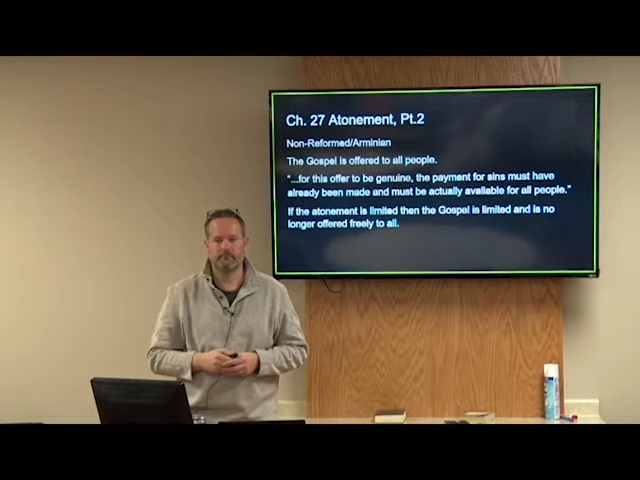 Ch. 27 Atonement, Pt.2
Non-Reformed/Arminian
The Gospel is offered to all people.
“...for this offer to be genuine, the payment for sins must have
already been made and must be actually available for all people.”
If the atonement is limited then the Gospel is limited and is no
longer offered freely to all.